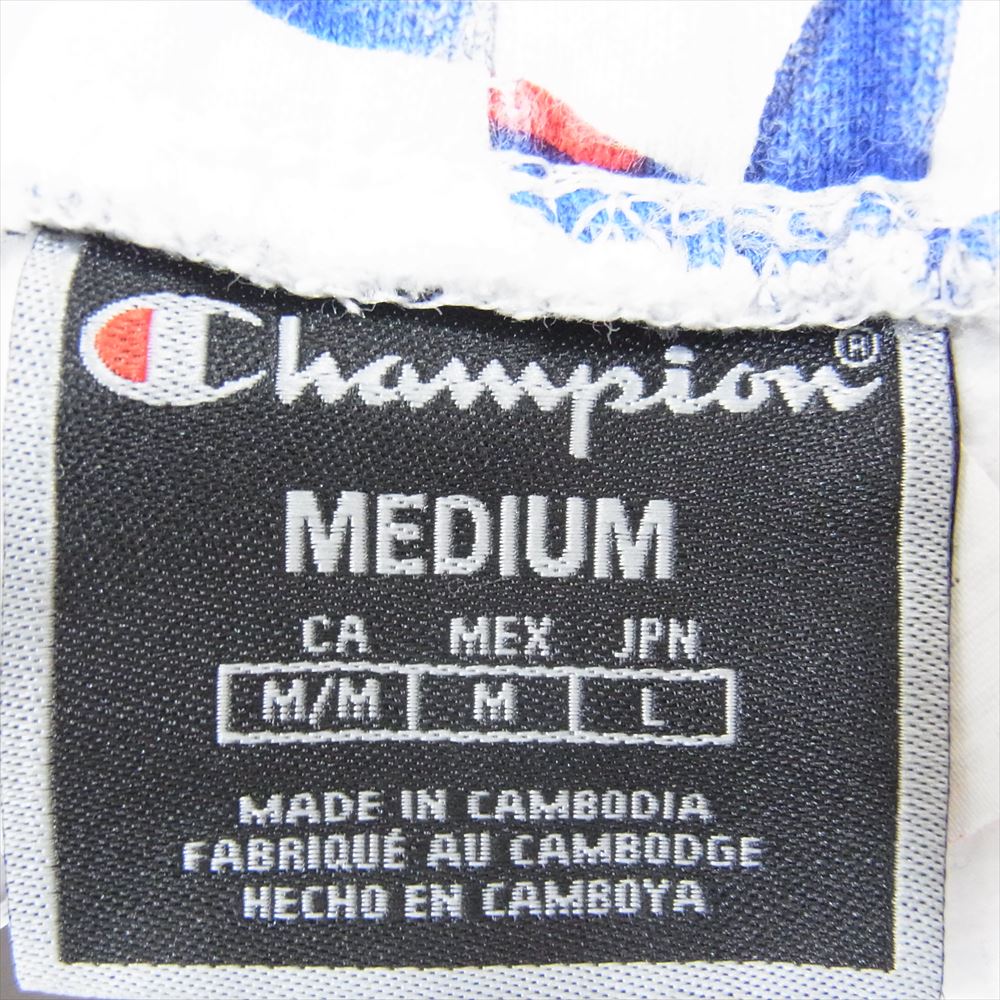 Champion®
MEDIUM
CA MEX JPN
M/M M L
MADE IN CAMBODIA
FABRIQUÉ AU CAMBODGE
HECHO EN CAMBOYA